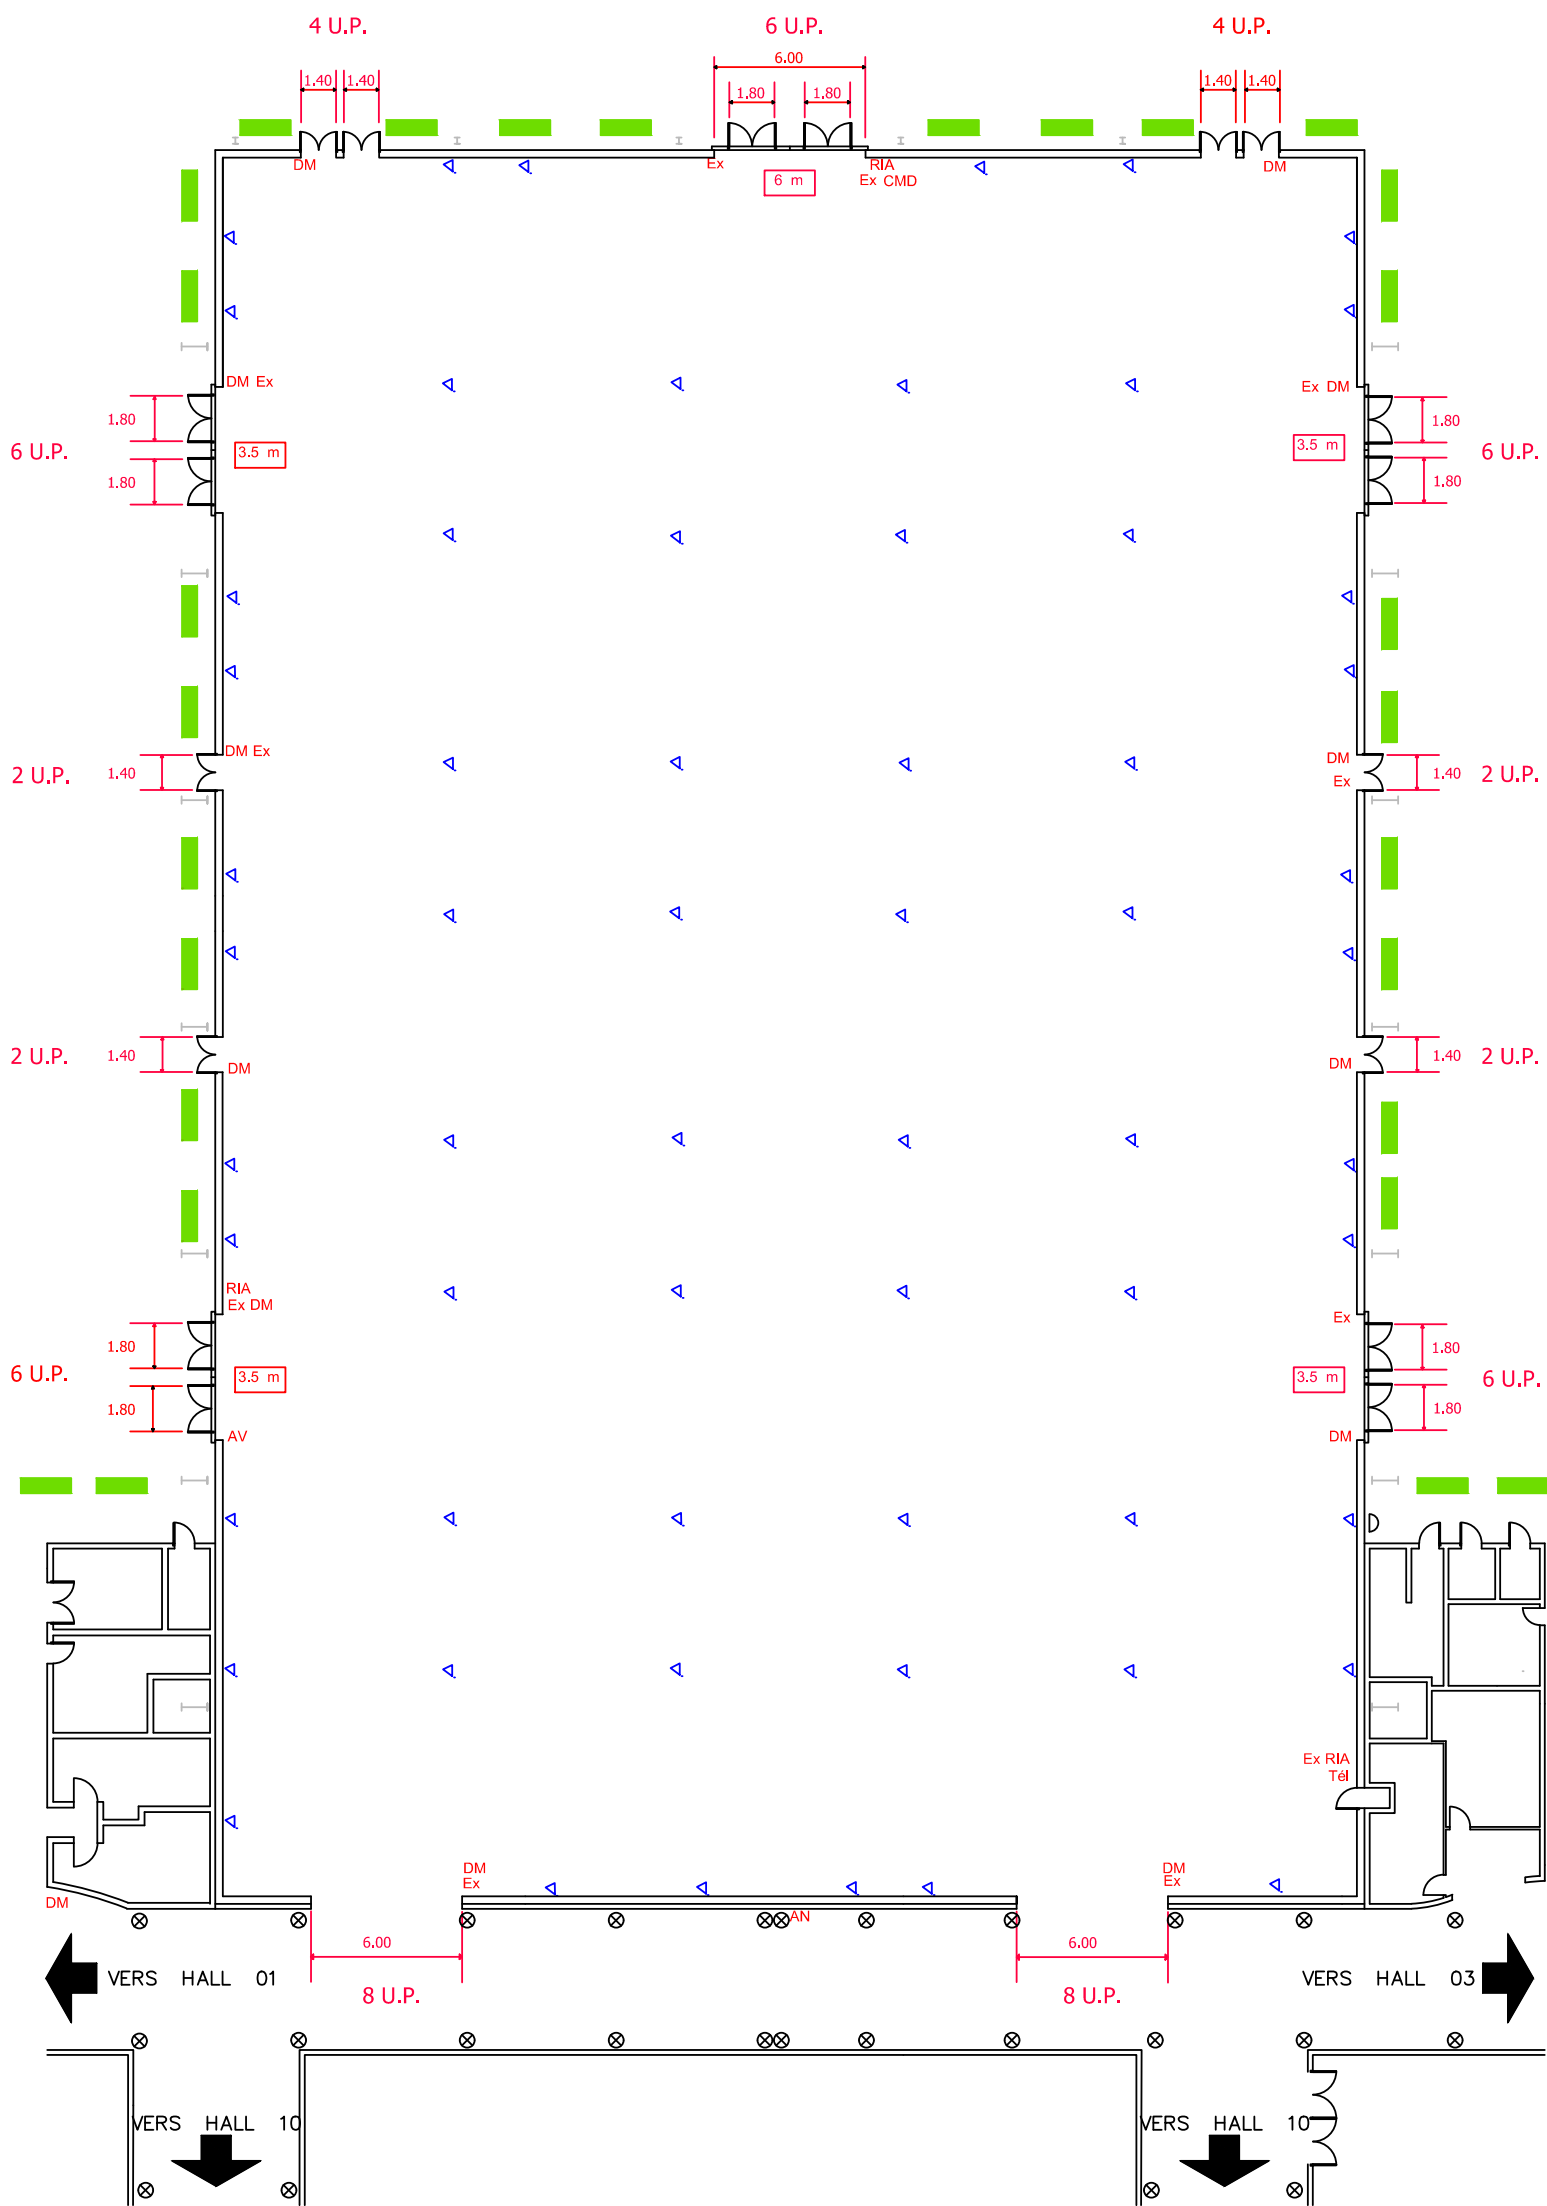 4 U.P. 6 U.P. 4 U.P.
6.00
1.40 1.40 1.40 1.40
1.80 1.80
DM Ex RIA DM
6 m Ex CMD
DM Ex Ex DM
1.80 1.80
6 U.P. 3.5 m 3.5 m 6 U.P.
1.80 1.80
DM Ex DM
2 U.P. 1.40 Ex 1.40 2 U.P.
2 U.P. 1.40 1.40 2 U.P.
DM DM
RIA
Ex DM Ex
1.80 1.80
6 U.P. 3.5 m 3.5 m 6 U.P.
1.80 1.80
AV DM
Ex RIA
Tél
DM DM
Ex Ex
DM AN
6.00 6.00
VERS HALL 01 VERS HALL 03
8 U.P. 8 U.P.
VERS HALL 10 VERS HALL 10